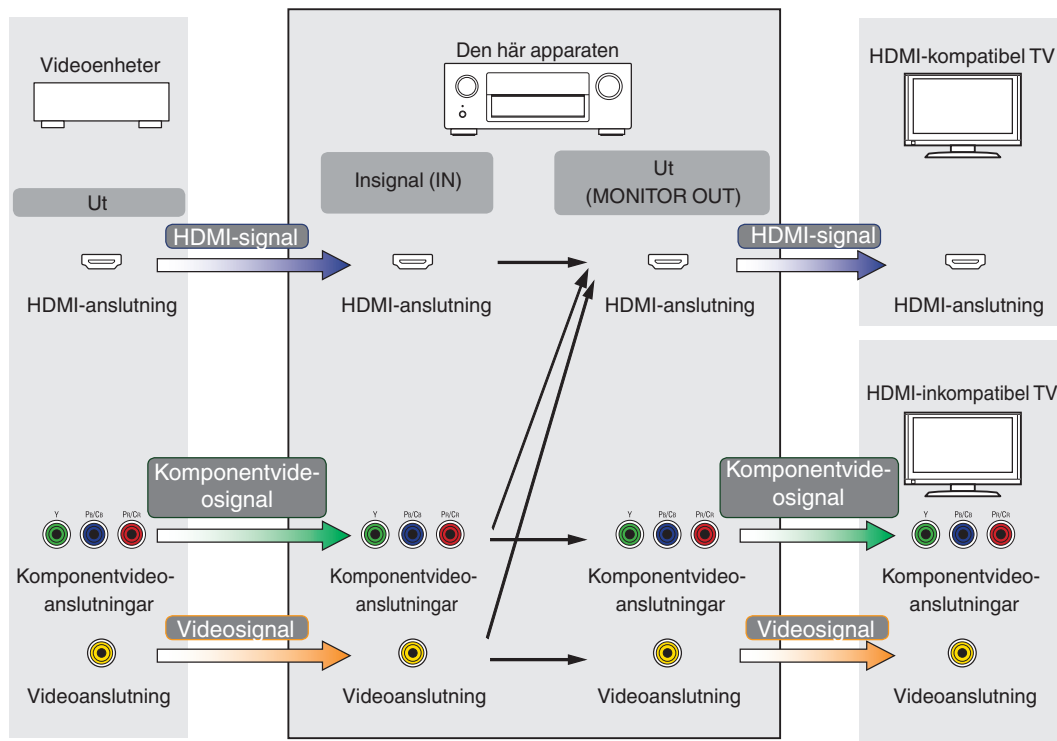 Videoenheter
Den här apparaten
HDMI-kompatibel TV
Ut
Insignal (IN)
Ut
(MONITOR OUT)
HDMI-signal
HDMI-signal
HDMI-anslutning
HDMI-anslutning
HDMI-anslutning
HDMI-anslutning
HDMI-inkompatibel TV
Komponentvide-
osignal
Komponentvide-
osignal
Y PB/CB PR/CR
Y PB/CB PR/CR
Y PB/CB PR/CR
Y PB/CB PR/CR
Komponentvideo-
anslutningar
Komponentvideo-
anslutningar
Komponentvideo-
anslutningar
Komponentvideo-
anslutningar
Videosignal
Videosignal
Videoanslutning
Videoanslutning
Videoanslutning
Videoanslutning